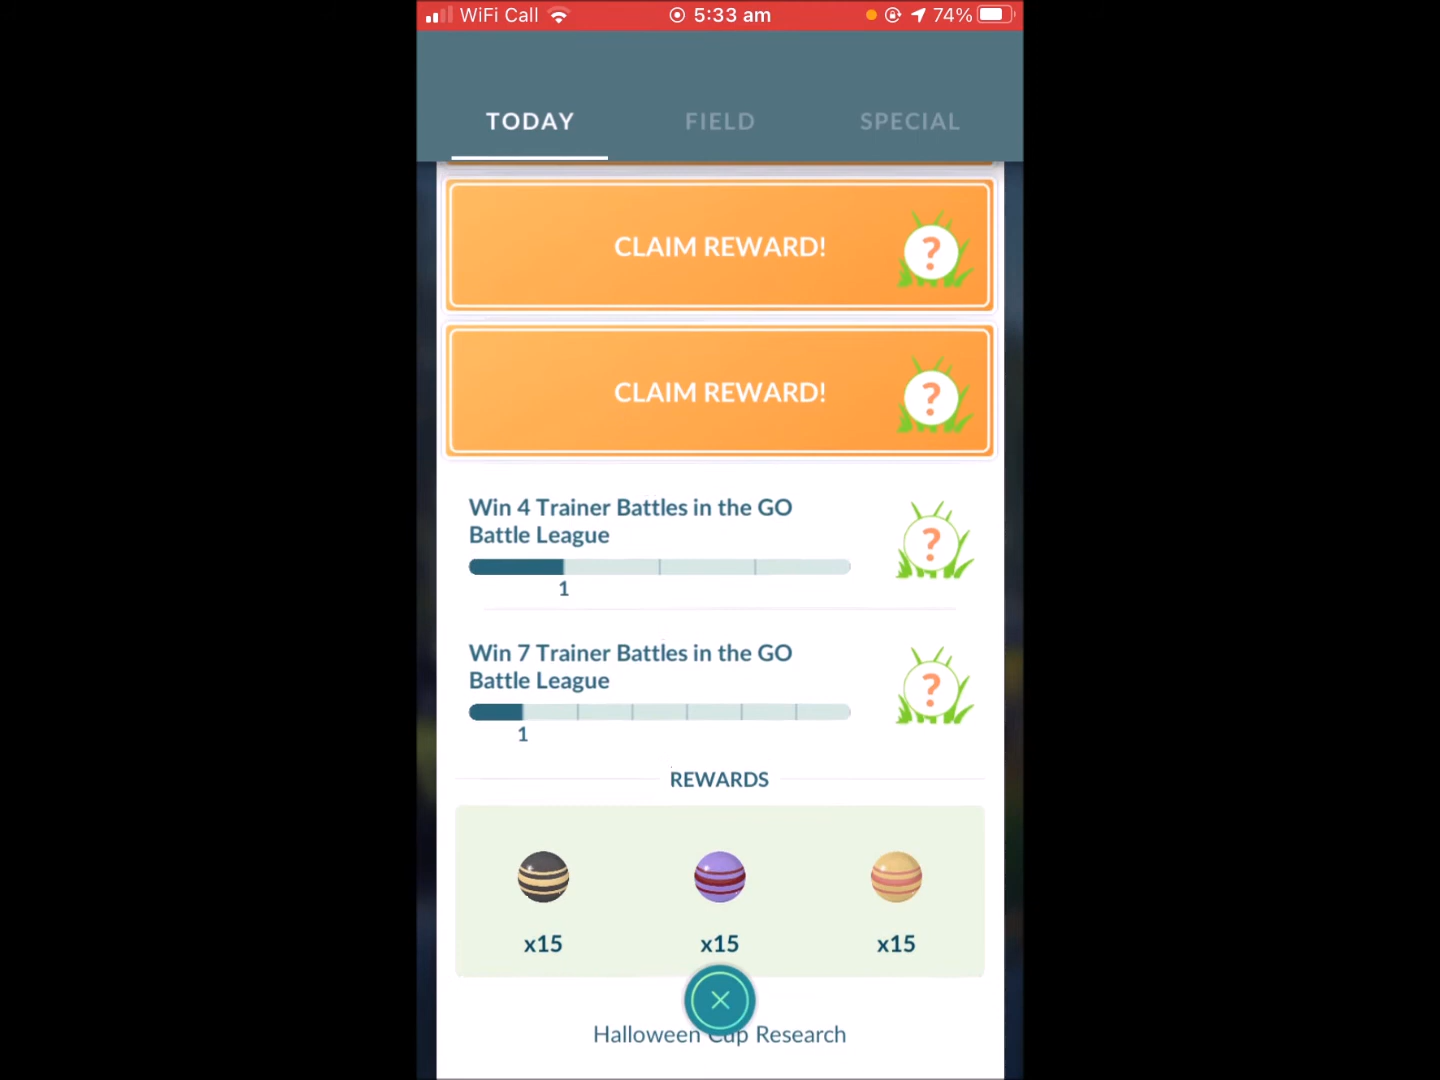 WiFi Call 5:33 am 74%
TODAY FIELD SPECIAL
CLAIM REWARD! ?
CLAIM REWARD! ?
Win 4 Trainer Battles in the GO
Battle League
?
1
Win 7 Trainer Battles in the GO
Battle League
?
1
REWARDS
x15 x15 x15
Halloween Cup Research